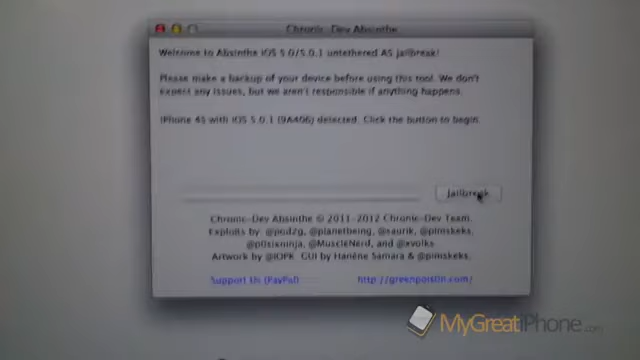 Chronic-Dev Absinthe
Welcome to Absinthe iOS 5.0/5.0.1 untethered A5 jailbreak!
Please make a backup of your device before using this tool. We don't
expect any issues, but we aren't responsible if anything happens.
iPhone 4S with iOS 5.0.1 (9A406) detected. Click the button to begin.
Jailbreak
Chronic-Dev Absinthe © 2011-2012 Chronic-Dev Team.
Exploits by: @pod2g, @planetbeing, @saurik, @pimskeks,
@p0sixninja, @MuscleNerd, and @xvolks
Artwork by @iOPK GUI by Hanéne Samara & @pimskeks.
Support Us (PayPal)
http://greenpois0n.com/
MyGreatiPhone.com